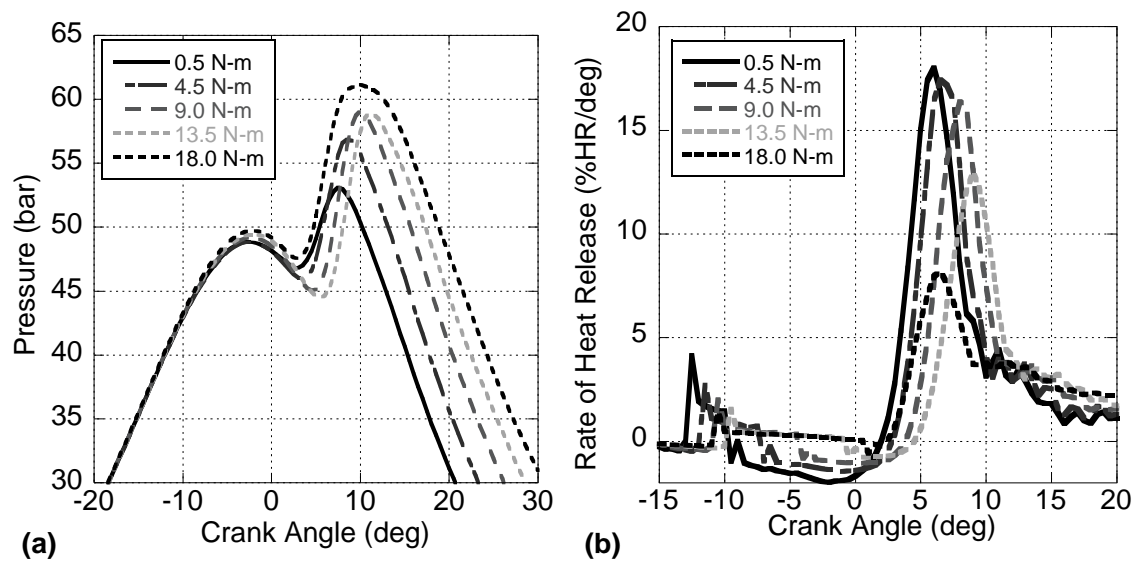 65
60
55
50
45
40
35
30
Pressure (bar)
0.5 N-m
4.5 N-m
9.0 N-m
13.5 N-m
18.0 N-m
-20
-10
0
10
20
30
Crank Angle (deg)
(a)
20
15
10
5
0
Rate of Heat Release (%HR/deg)
0.5 N-m
4.5 N-m
9.0 N-m
13.5 N-m
18.0 N-m
-15
-10
-5
0
5
10
15
20
Crank Angle (deg)
(b)